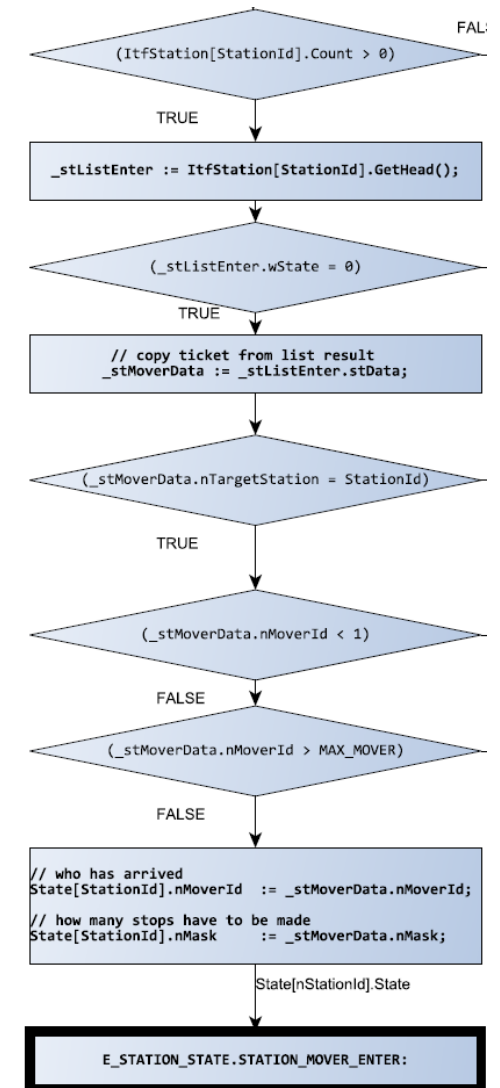 (ItfStation[StationId].Count > 0)
TRUE
_stListEnter := ItfStation[StationId].GetHead();
(_stListEnter.wState = 0)
TRUE
// copy ticket from list result
_stMoverData := _stListEnter.stData;
(_stMoverData.nTargetStation = StationId)
TRUE
(_stMoverData.nMoverId < 1)
FALSE
(_stMoverData.nMoverId > MAX_MOVER)
FALSE
// who has arrived
State[StationId].nMoverId := _stMoverData.nMoverId;
// how many stops have to be made
State[StationId].nMask := _stMoverData.nMask;
State[nStationId].State
E_STATION_STATE.STATION_MOVER_ENTER: